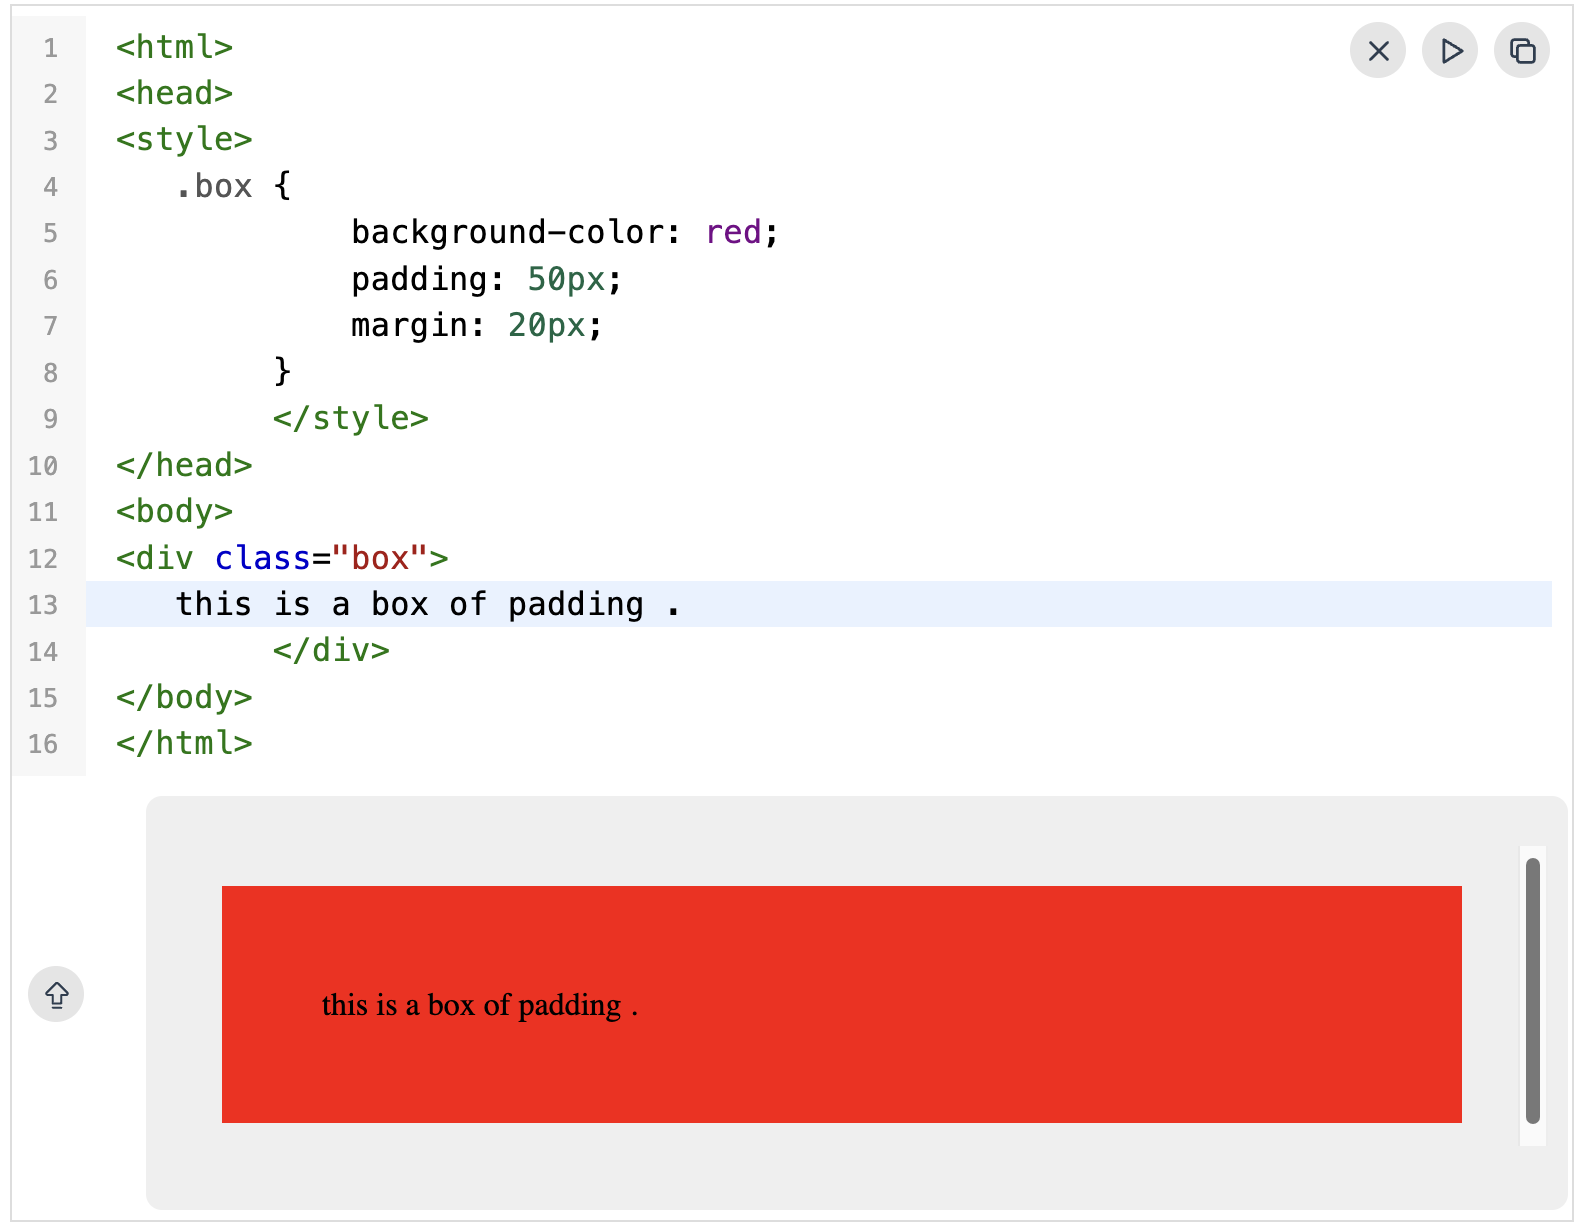 1 <html>
2 <head>
3 <style>
4    .box {
5             background-color: red;
6             padding: 50px;
7             margin: 20px;
8         }
9         </style>
10 </head>
11 <body>
12 <div class="box">
13    this is a box of padding .
14         </div>
15 </body>
16 </html>
this is a box of padding .